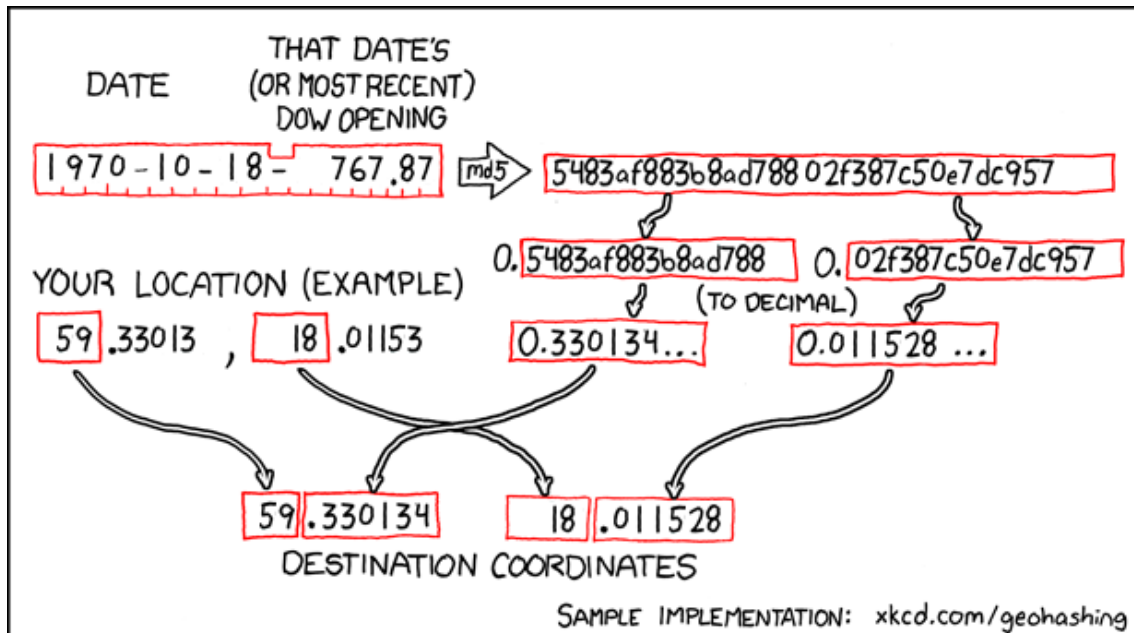 THAT DATE'S
DATE (OR MOST RECENT)
DOW OPENING
1970-10-18- 767.87 md5 5483af883b8ad78802f387c50e7dc957
0.5483af883b8ad788 0.02f387c50e7dc957
YOUR LOCATION (EXAMPLE) (TO DECIMAL)
59.33013, 18.01153 0.330134... 0.011528...
59.330134 18.011528
DESTINATION COORDINATES
SAMPLE IMPLEMENTATION: xkcd.com/geohashing